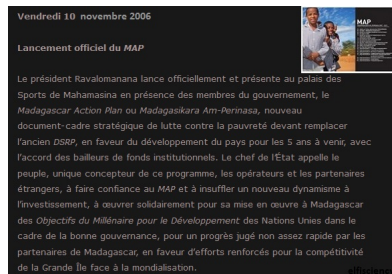 Vendredi 10 novembre 2006
MAP
Lancement officiel du MAP
Le président Ravalomanana lance officiellement et présente au palais des
Sports de Mahamasina en présence des membres du gouvernement, le
Madagascar Action Plan ou Madagasikara Am-Perinasa, nouveau
document-cadre stratégique de lutte contre la pauvreté devant remplacer
l'ancien DSRP, en faveur du développement du pays pour les 5 ans à venir, avec
l'accord des bailleurs de fonds institutionnels. Le chef de l'État appelle le
peuple, unique concepteur de ce programme, les opérateurs et les partenaires
étrangers, à faire confiance au MAP et à insuffler un nouveau dynamisme à
l'investissement, à œuvrer solidairement pour sa mise en œuvre à Madagascar
des Objectifs du Millénaire pour le Développement des Nations Unies dans le
cadre de la bonne gouvernance, pour un progrès jugé non assez rapide par les
partenaires de Madagascar, en faveur d'efforts renforcés pour la compétitivité
de la Grande Île face à la mondialisation.